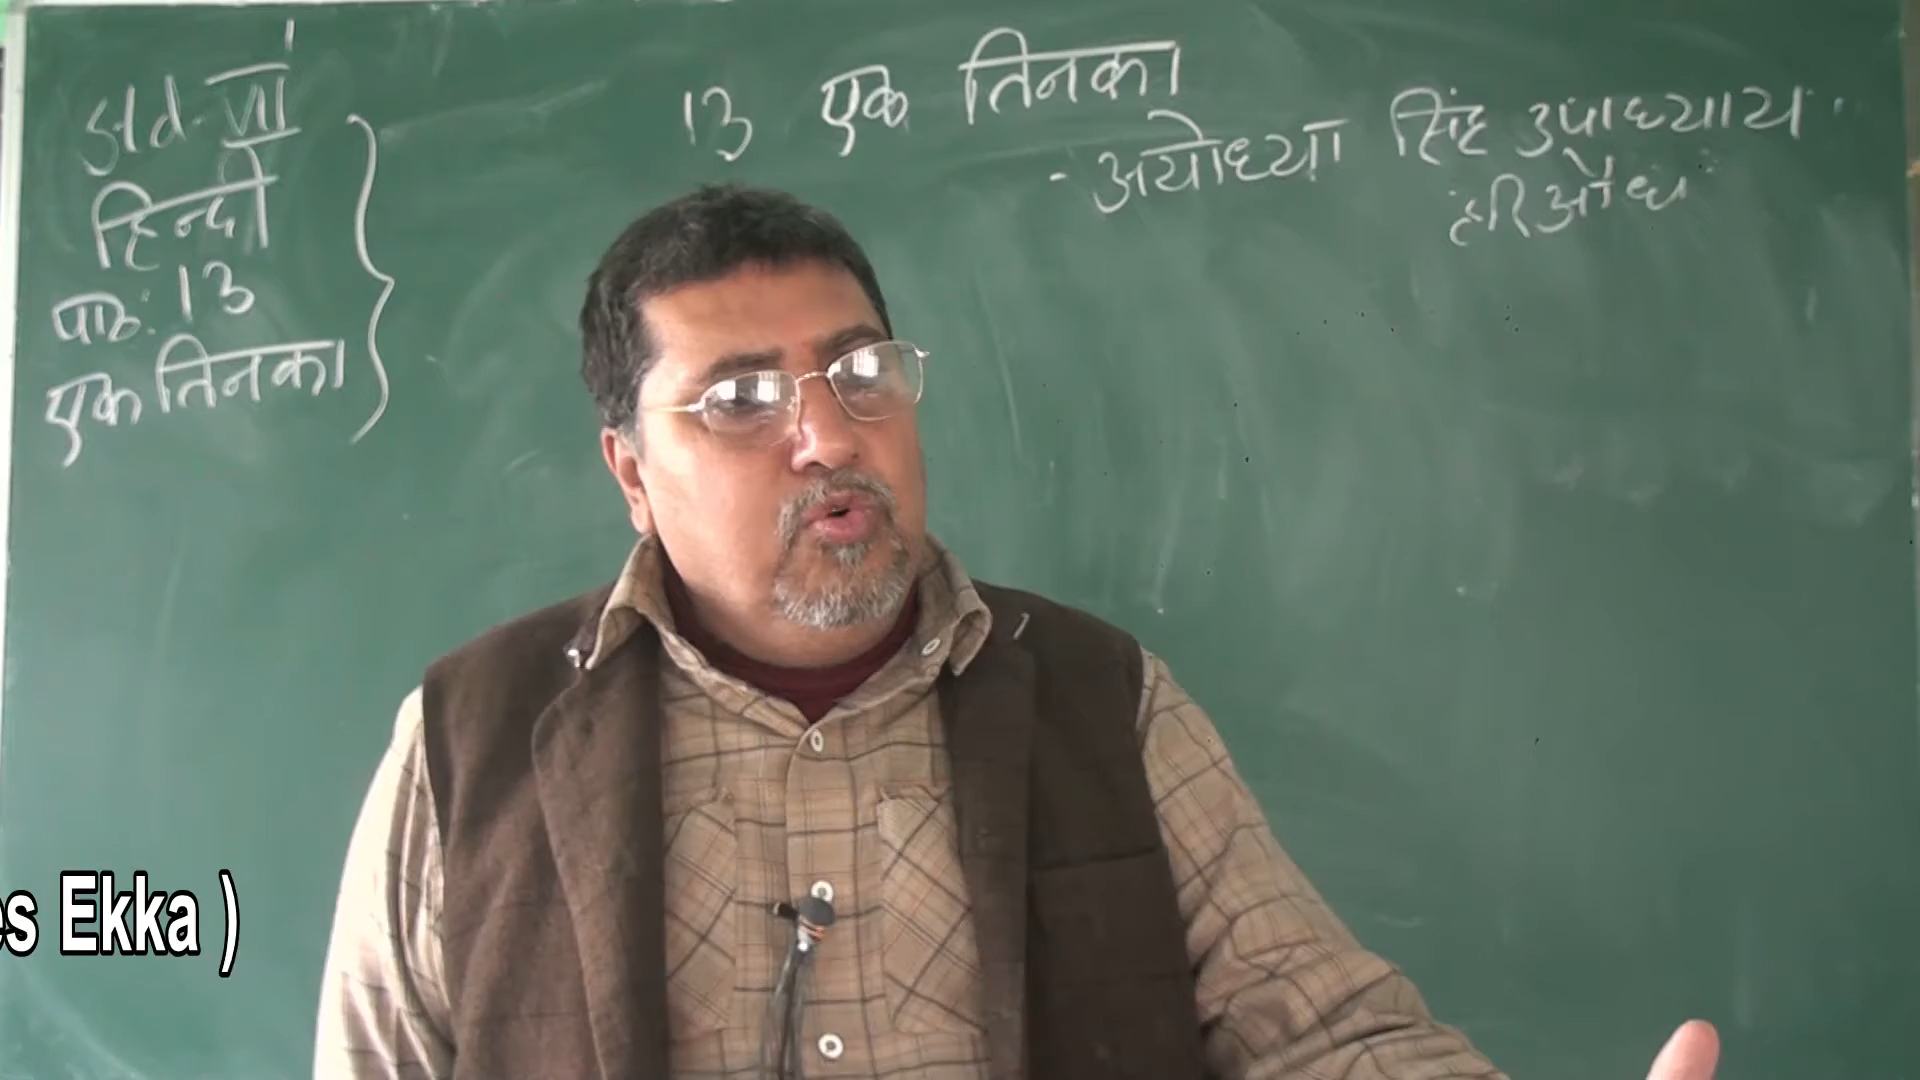 Std. VII
हिन्दी
पाठ: 13
एक तिनका
13 एक तिनका
- अयोध्या सिंह उपाध्याय
हरिऔध
es Ekka )